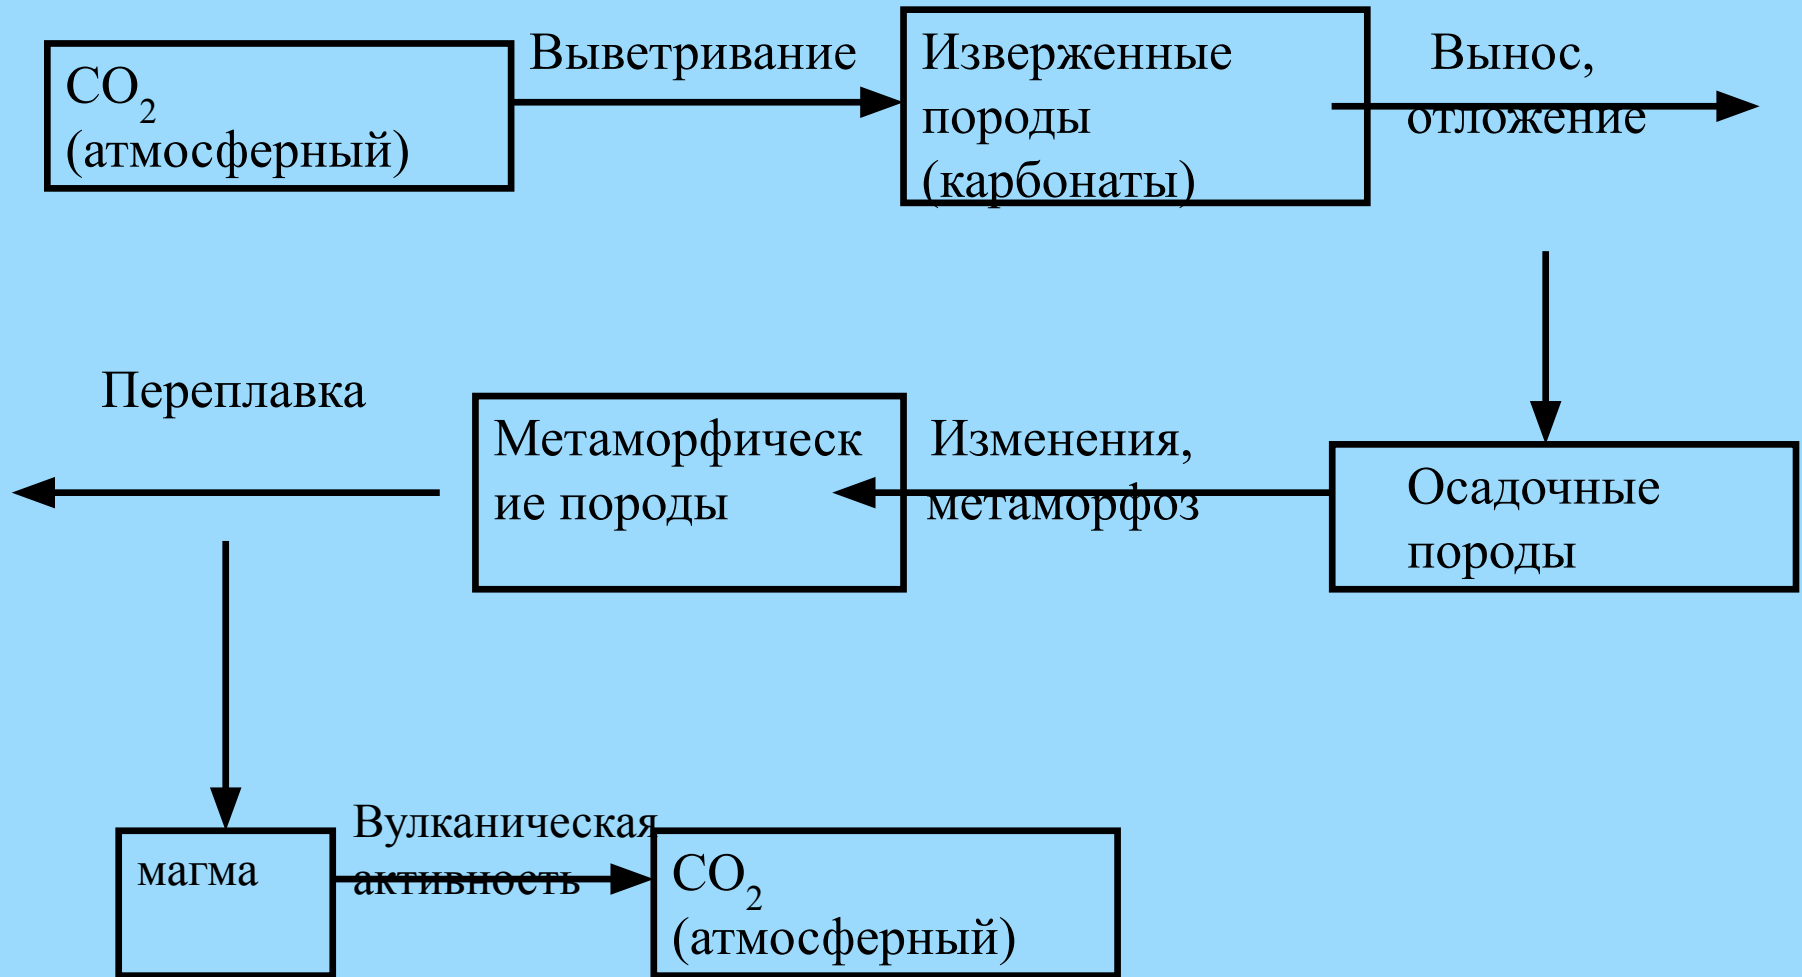 CO2
(атмосферный)
Выветривание
Изверженные
породы
(карбонаты)
Вынос,
отложение
Переплавка
Метаморфическ
ие породы
Изменения,
метаморфоз
Осадочные
породы
магма
Вулканическая
активность
CO2
(атмосферный)